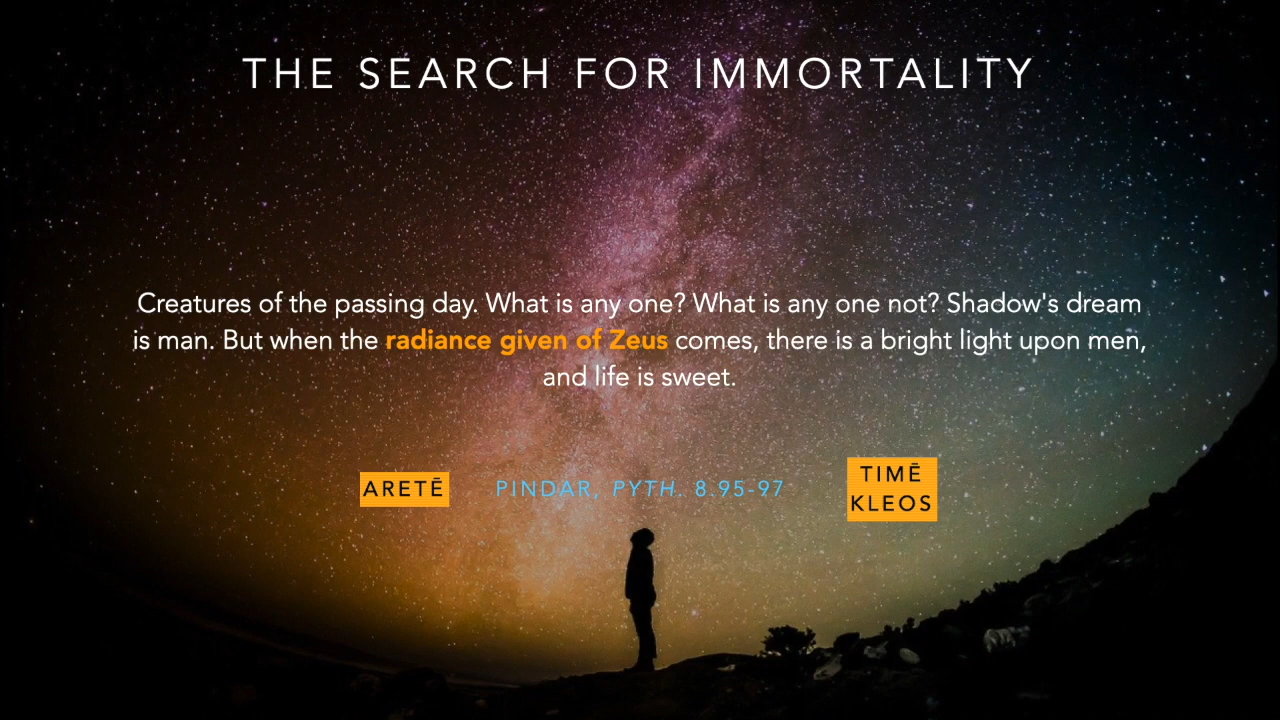 THE SEARCH FOR IMMORTALITY
Creatures of the passing day. What is any one? What is any one not? Shadow's dream
is man. But when the radiance given of Zeus comes, there is a bright light upon men,
and life is sweet.
ARETĒ
PINDAR, PYTH. 8.95-97
TIMĒ
KLEOS